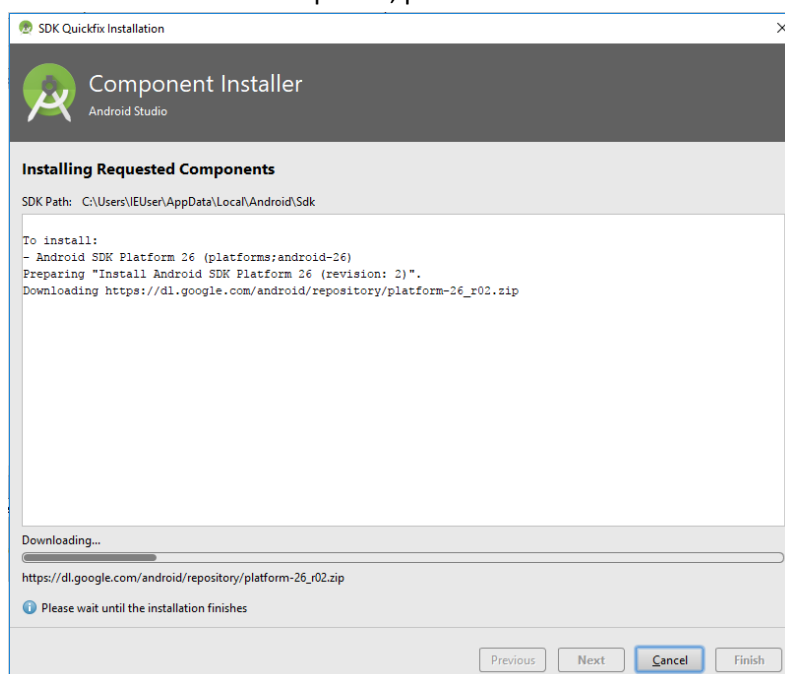 SDK Quickfix Installation
Component Installer
Android Studio
Installing Requested Components
SDK Path: C:\Users\IEUser\AppData\Local\Android\Sdk
To install:
- Android SDK Platform 26 (platforms;android-26)
Preparing "Install Android SDK Platform 26 (revision: 2)".
Downloading https://dl.google.com/android/repository/platform-26_r02.zip
Downloading...
https://dl.google.com/android/repository/platform-26_r02.zip
Please wait until the installation finishes
Previous Next Cancel Finish